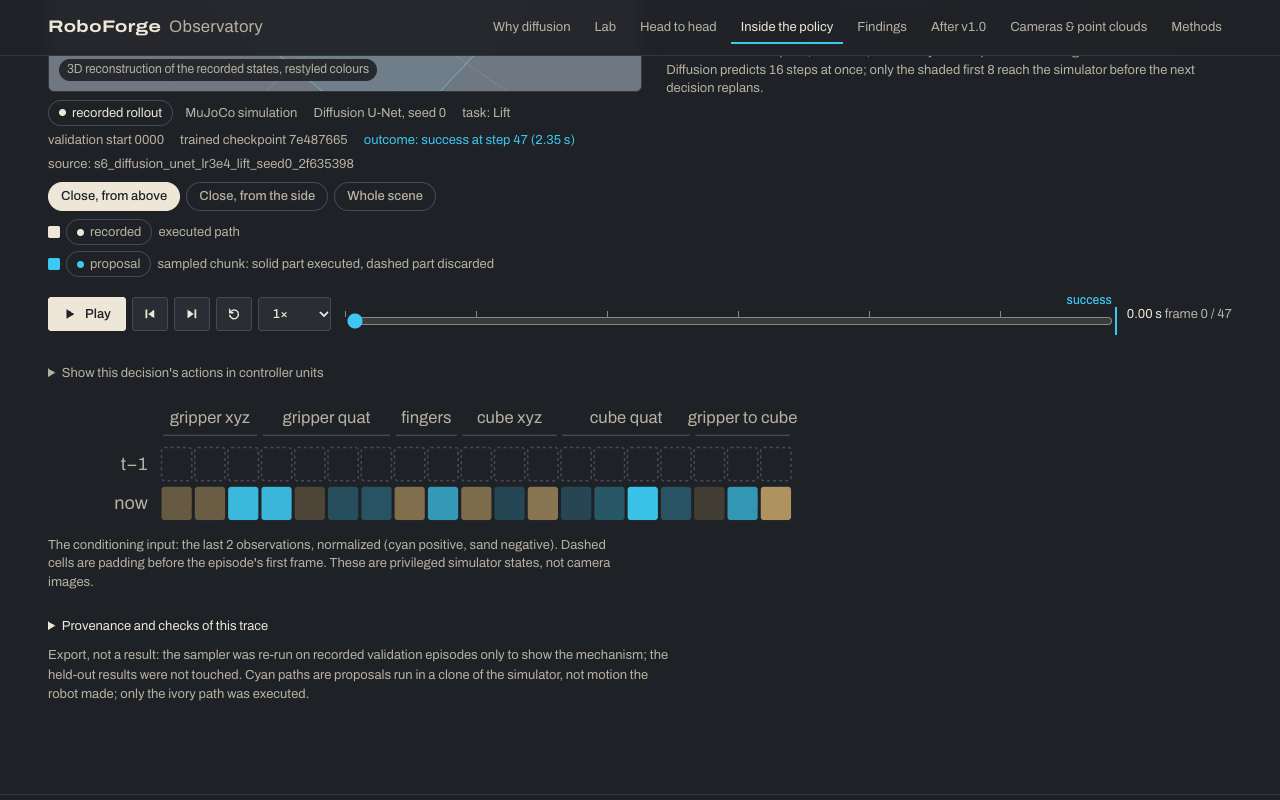 RoboForge Observatory
Why diffusion Lab Head to head Inside the policy Findings After v1.0 Cameras & point clouds Methods
3D reconstruction of the recorded states, restyled colours
Diffusion predicts 16 steps at once; only the shaded first 8 reach the simulator before the next
decision replans.
recorded rollout MuJoCo simulation Diffusion U-Net, seed 0 task: Lift
validation start 0000 trained checkpoint 7e487665 outcome: success at step 47 (2.35 s)
source: s6_diffusion_unet_lr3e4_lift_seed0_2f635398
Close, from above Close, from the side Whole scene
recorded executed path
proposal sampled chunk: solid part executed, dashed part discarded
success
Play 1× 0.00 s frame 0 / 47
Show this decision's actions in controller units
gripper xyz gripper quat fingers cube xyz cube quat gripper to cube
t−1
now
The conditioning input: the last 2 observations, normalized (cyan positive, sand negative). Dashed
cells are padding before the episode's first frame. These are privileged simulator states, not camera
images.
Provenance and checks of this trace
Export, not a result: the sampler was re-run on recorded validation episodes only to show the mechanism; the
held-out results were not touched. Cyan paths are proposals run in a clone of the simulator, not motion the
robot made; only the ivory path was executed.